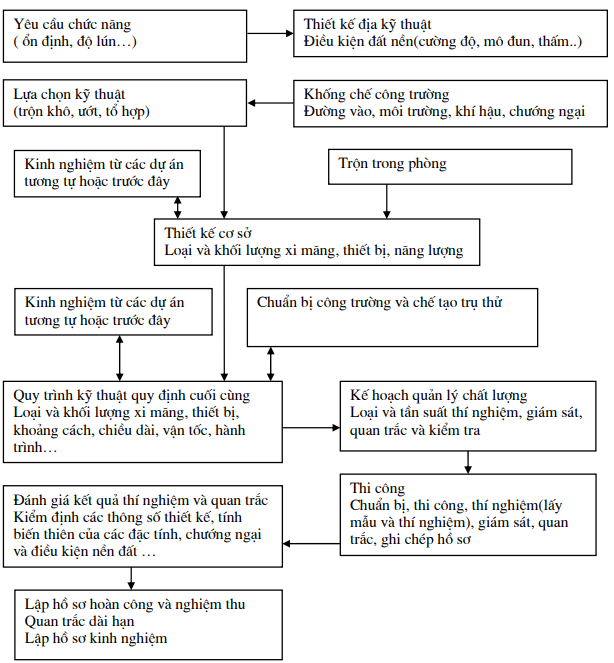 Yêu cầu chức năng
( ổn định, độ lún…)
Thiết kế địa kỹ thuật
Điều kiện đất nền(cường độ, mô đun, thấm..)
Lựa chọn kỹ thuật
(trộn khô, ướt, tổ hợp)
Khống chế công trường
Đường vào, môi trường, khí hậu, chướng ngại
Kinh nghiệm từ các dự án
tương tự hoặc trước đây
Trộn trong phòng
Thiết kế cơ sở
Loại và khối lượng xi măng, thiết bị, năng lượng
Kinh nghiệm từ các dự án
tương tự hoặc trước đây
Chuẩn bị công trường và chế tạo trụ thử
Quy trình kỹ thuật quy định cuối cùng
Loại và khối lượng xi măng, thiết bị,
khoảng cách, chiều dài, vận tốc, hành
trình…
Kế hoạch quản lý chất lượng
Loại và tần suất thí nghiệm, giám sát,
quan trắc và kiểm tra
Thi công
Chuẩn bị, thi công, thí nghiệm(lấy
mẫu và thí nghiệm), giám sát, quan
trắc, ghi chép hồ sơ
Đánh giá kết quả thí nghiệm và quan trắc
Kiểm định các thông số thiết kế, tính
biến thiên của các đặc tính, chướng ngại
và điều kiện nền đất …
Lập hồ sơ hoàn công và nghiệm thu
Quan trắc dài hạn
Lập hồ sơ kinh nghiệm